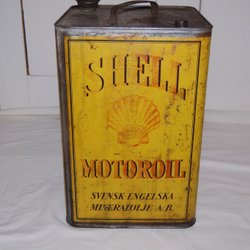 SHELL
MOTOROIL
SVENSK ENGELSKA
MINERALOLJE A.B.